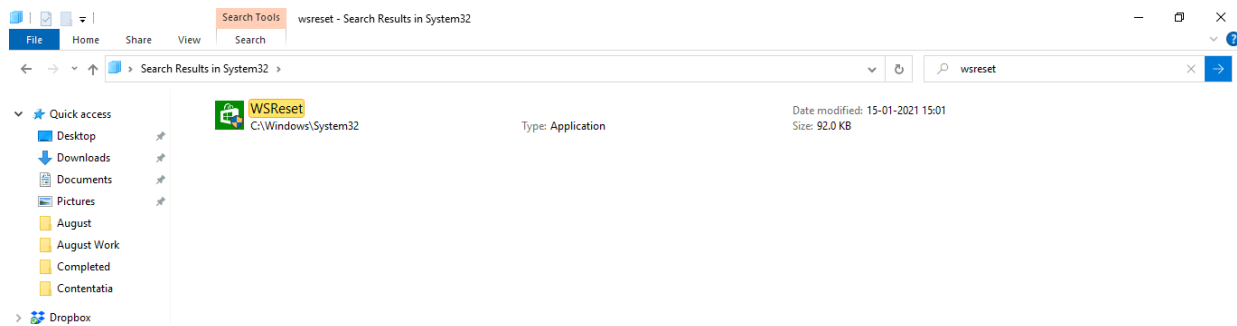 Search Tools wsreset - Search Results in System32
File Home Share View Search
Search Results in System32
wsreset
Quick access
Desktop
Downloads
Documents
Pictures
August
August Work
Completed
Contentatia
Dropbox
WSReset
C:\Windows\System32
Type: Application
Date modified: 15-01-2021 15:01
Size: 92.0 KB